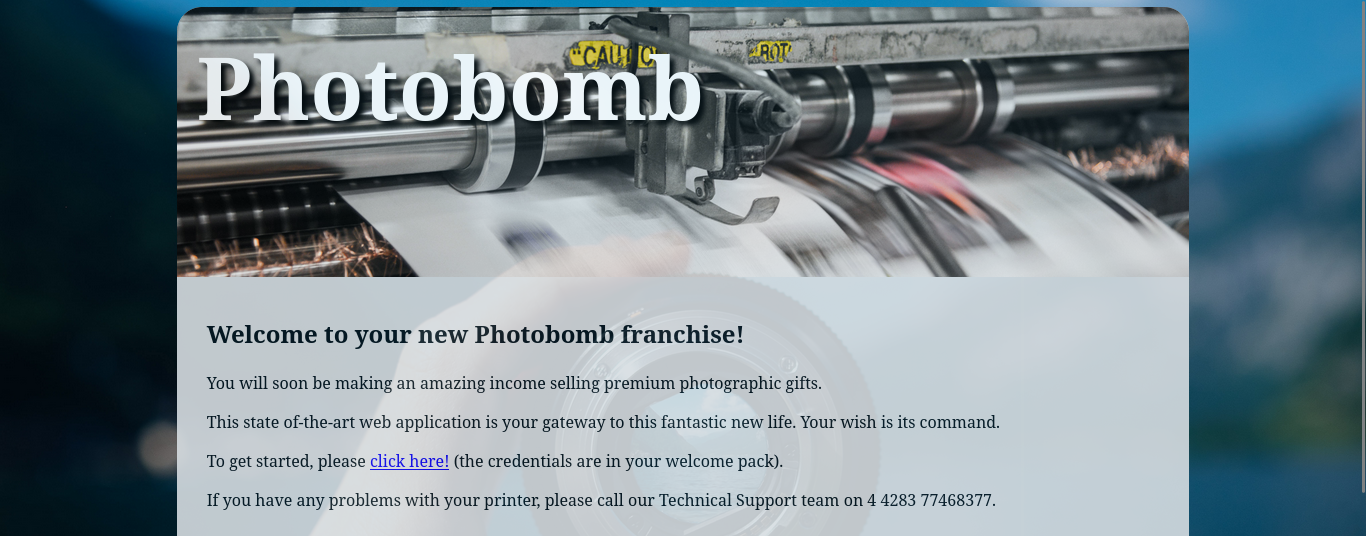 Photobomb
Welcome to your new Photobomb franchise!
You will soon be making an amazing income selling premium photographic gifts.
This state of-the-art web application is your gateway to this fantastic new life. Your wish is its command.
To get started, please click here! (the credentials are in your welcome pack).
If you have any problems with your printer, please call our Technical Support team on 4 4283 77468377.